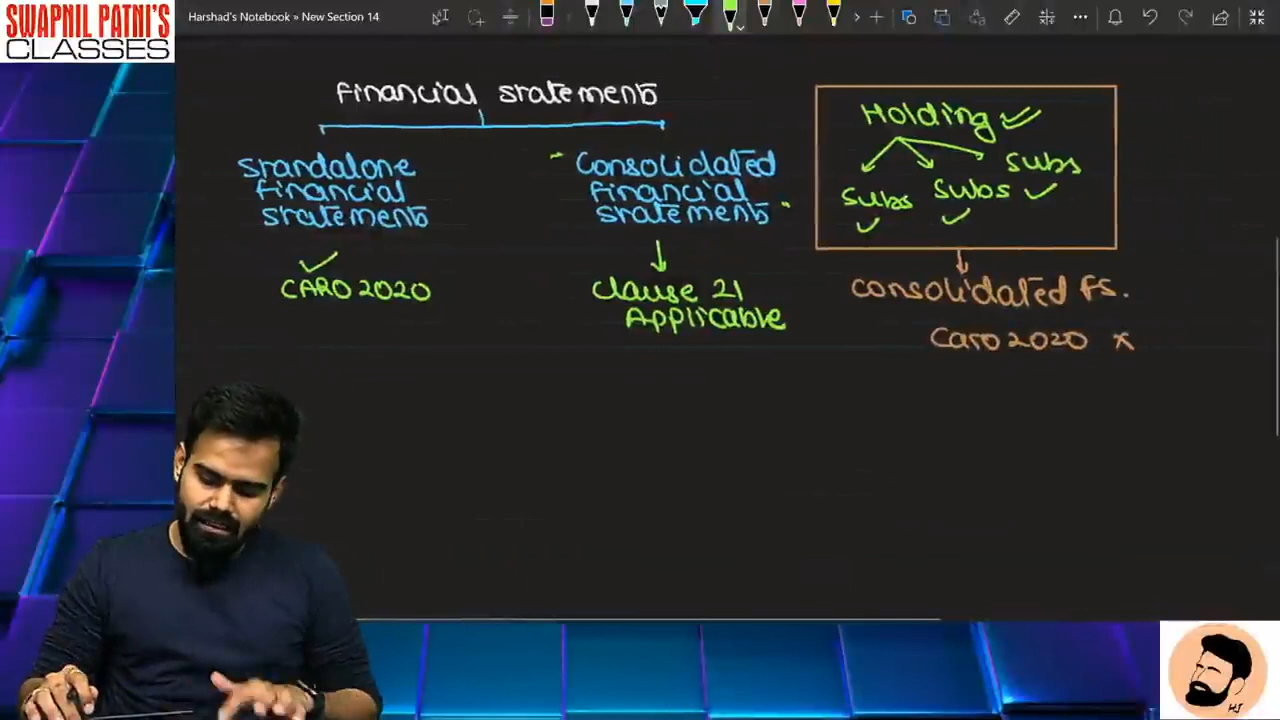 SWAPNIL PATNI'S
CLASSES
Harshad's Notebook » New Section 14
Financial statements
Standalone
Financial
statements
Consolidated
Financial
statements
CARO 2020
Clause 21
Applicable
Holding
Subs
Subs
Subs
Consolidated FS.
Caro 2020 x
HJ